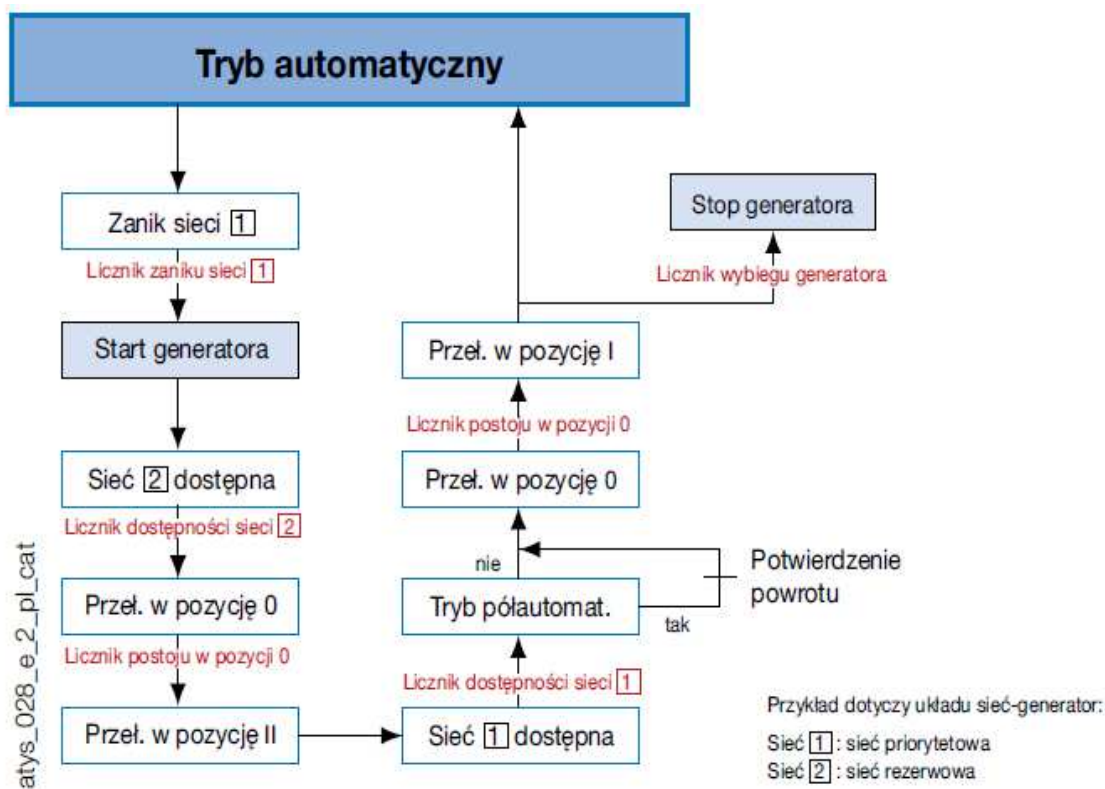 Tryb automatyczny
Zanik sieci 1
Licznik zaniku sieci 1
Start generatora
Sieć 2 dostępna
Licznik dostępności sieci 2
Przeł. w pozycję 0
Licznik postoju w pozycji 0
Przeł. w pozycję II
Sieć 1 dostępna
Licznik dostępności sieci 1
Tryb półautomat.
nie
tak
Potwierdzenie
powrotu
Przeł. w pozycję 0
Licznik postoju w pozycji 0
Przeł. w pozycję I
Licznik wybiegu generatora
Stop generatora
Przykład dotyczy układu sieć-generator:
Sieć 1 : sieć priorytetowa
Sieć 2 : sieć rezerwowa
atys_028_e_2_pl_cat